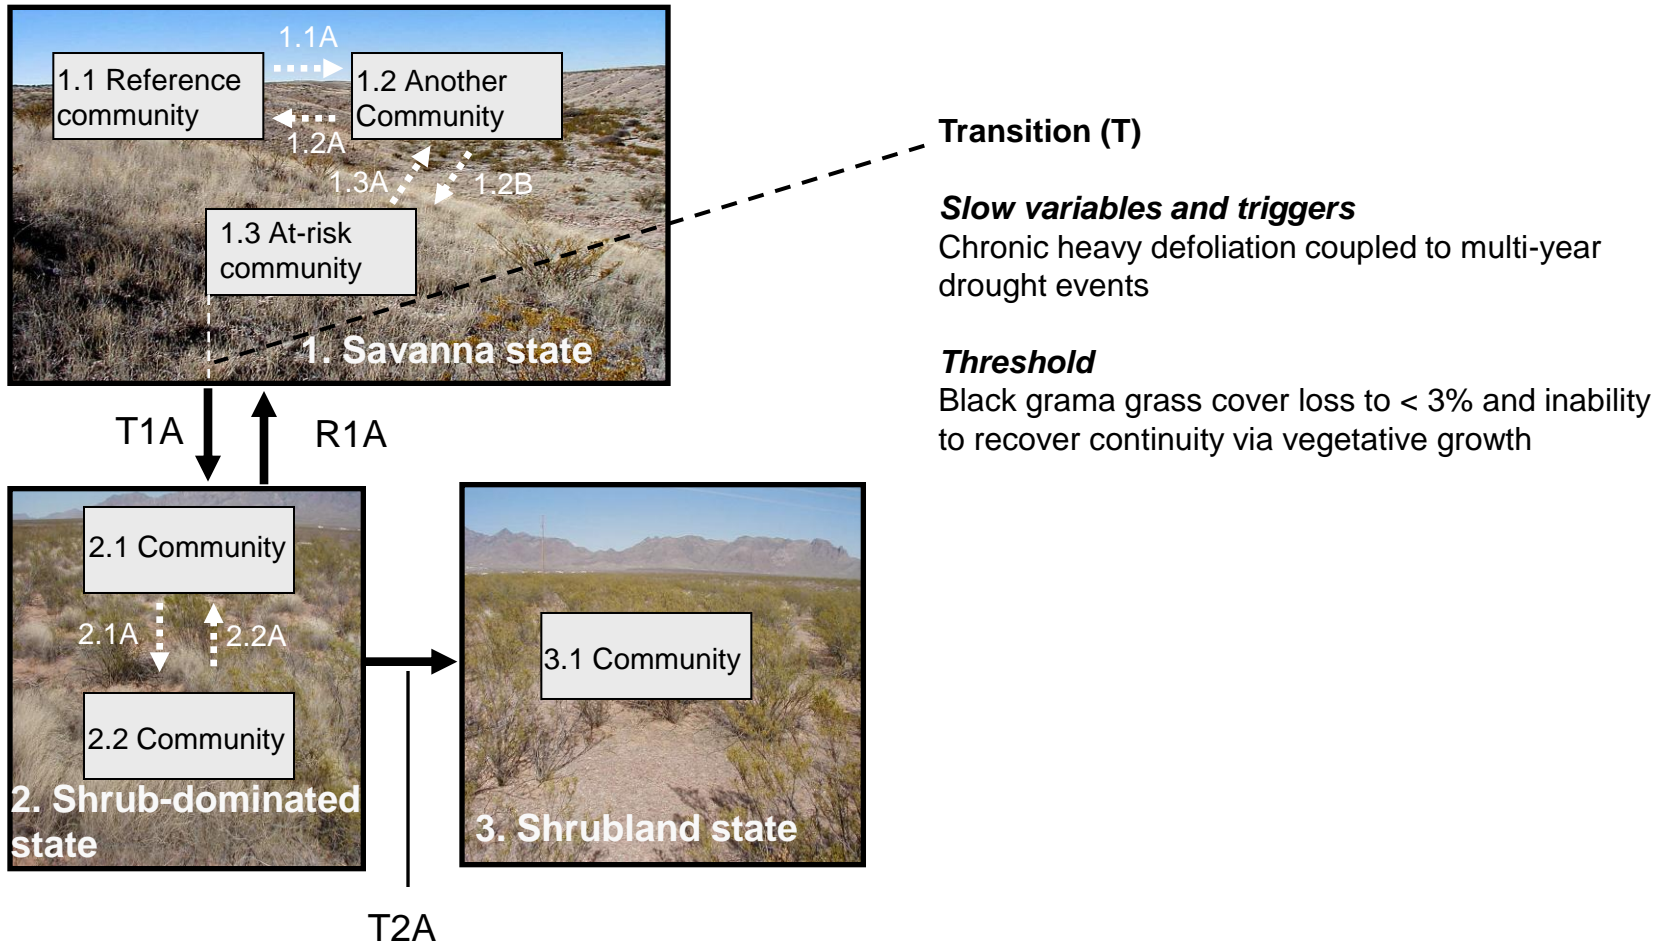 1.1A
1.1 Reference
community
1.2 Another
Community
1.2A
1.3A
1.2B
1.3 At-risk
community
1. Savanna state
Transition (T)
Slow variables and triggers
Chronic heavy defoliation coupled to multi-year
drought events
Threshold
Black grama grass cover loss to < 3% and inability
to recover continuity via vegetative growth
T1A
R1A
2.1 Community
2.1A
2.2A
2.2 Community
2. Shrub-dominated
state
3.1 Community
3. Shrubland state
T2A